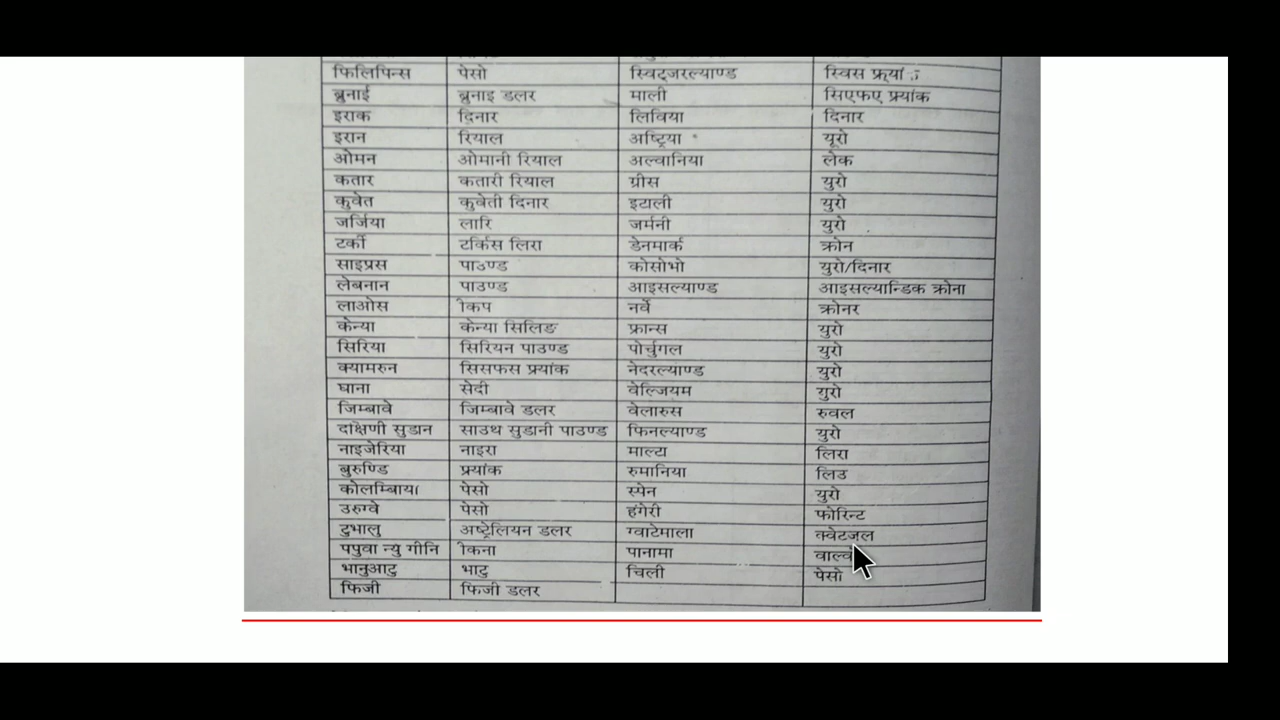 फिलिपिन्स पेसो स्विट्जरल्याण्ड स्विस
ब्रुनाई ब्रुनाइ डलर माली सिएफए फ्र्यांक
इराक दिनार लिविया दिनार
इरान रियाल अष्ट्रिया यूरो
ओमन ओमानी रियाल अल्वानिया लेक
कतार कतारी रियाल ग्रीस युरो
कुवेत कुवेती दिनार इटाली युरो
जर्जिया लारि जर्मनी युरो
टर्की टर्किस लिरा डेनमार्क क्रोन
साइप्रस पाउण्ड कोसोभो युरो/दिनार
लेबनान पाउण्ड आइसल्याण्ड आइसल्यान्डिक क्रोना
लाओस किप नर्वे क्रोनर
केन्या केन्या सिलिङ फ्रान्स युरो
सिरिया सिरियन पाउण्ड पोर्चुगल युरो
क्यामरुन सिसफस फ्र्यांक नेदरल्याण्ड युरो
घाना सेदी वेल्जियम युरो
जिम्बावे जिम्बावे डलर वेलारुस रुवल
दक्षिणी सुडान साउथ सुडानी पाउण्ड फिनल्याण्ड युरो
नाइजेरिया नाइरा माल्टा लिरा
बुरुण्डि फ्र्यांक रुमानिया लिउ
कोलम्बिाया पेसो स्पेन युरो
उरुग्वे पेसो हंगेरी फोरिन्ट
टुभालु अष्ट्रेलियन डलर ग्वाटेमाला क्वेटजल
पपुवा न्यु गीनि किना पानामा
भानुआटु भाटु चिली पेसो
फिजी फिजी डलर